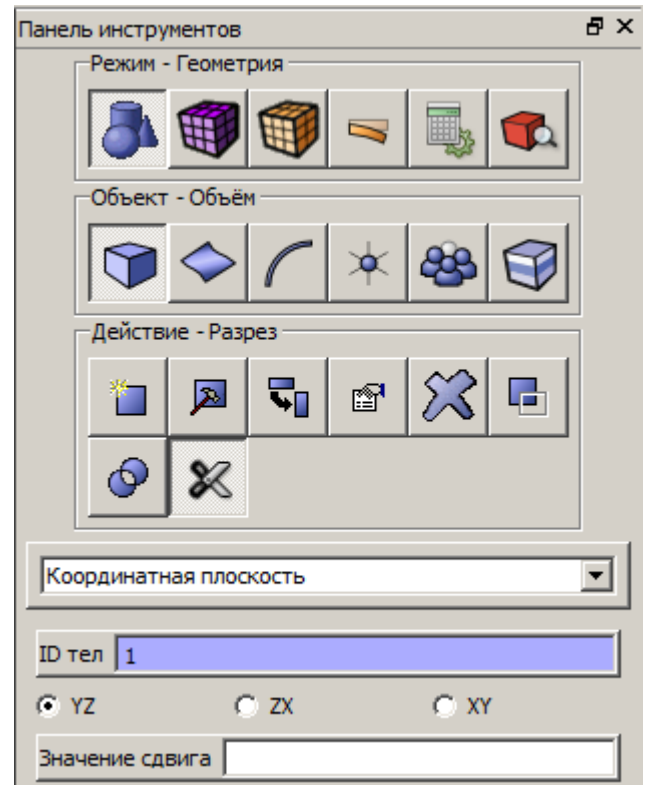 Панель инструментов
Режим - Геометрия
Объект - Объём
Действие - Разрез
Координатная плоскость
ID тел 1
YZ ZX XY
Значение сдвига